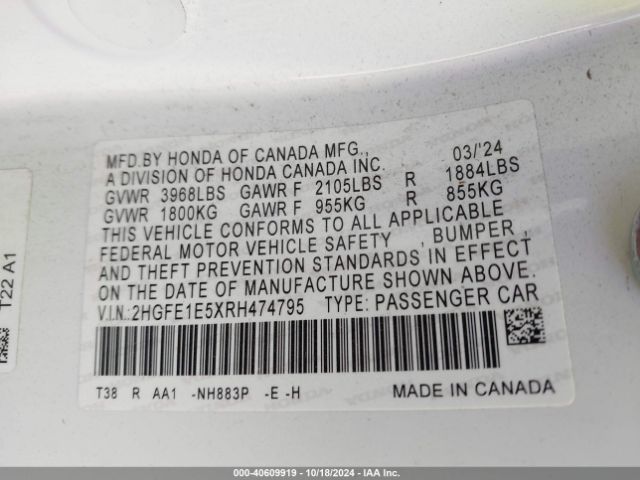 MFD.BY HONDA OF CANADA MFG., 03/'24
A DIVISION OF HONDA CANADA INC.
GVWR 3968LBS GAWR F 2105LBS R 1884LBS
GVWR 1800KG GAWR F 955KG R 855KG
THIS VEHICLE CONFORMS TO ALL APPLICABLE
FEDERAL MOTOR VEHICLE SAFETY , BUMPER ,
AND THEFT PREVENTION STANDARDS IN EFFECT
ON THE DATE OF MANUFACTURE SHOWN ABOVE.
V.I.N.:2HGFE1E5XRH474795 TYPE: PASSENGER CAR
T38 R AA1 -NH883P -E -H MADE IN CANADA
T22 A1
000-40609919 - 10/18/2024 - IAAI.com